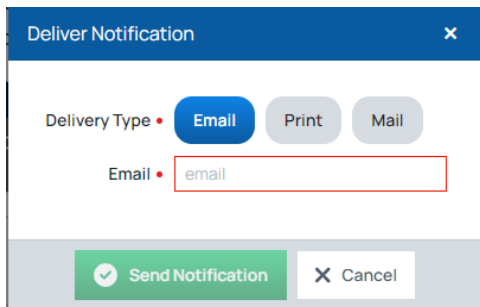 Deliver Notification
Delivery Type • Email Print Mail
Email • email
Send Notification Cancel